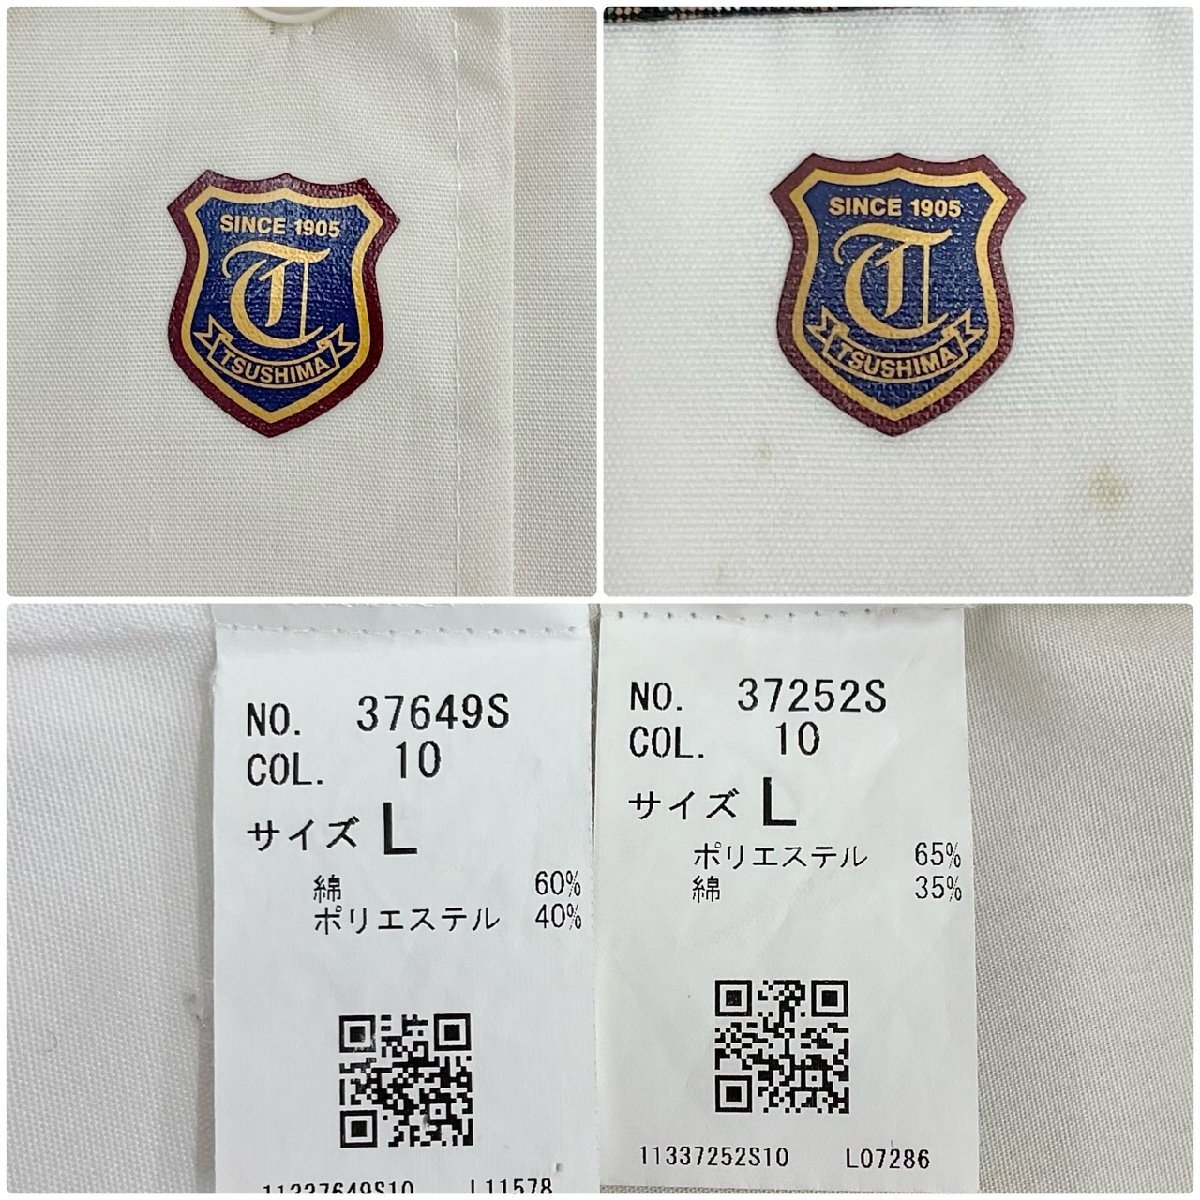 SINCE 1905
T
TSUSHIMA
SINCE 1905
T
TSUSHIMA
NO. 37649S
COL. 10
サイズ L
綿 60%
ポリエステル 40%
11337649S10 L11578
NO. 37252S
COL. 10
サイズ L
ポリエステル 65%
綿 35%
11337252S10 L07286